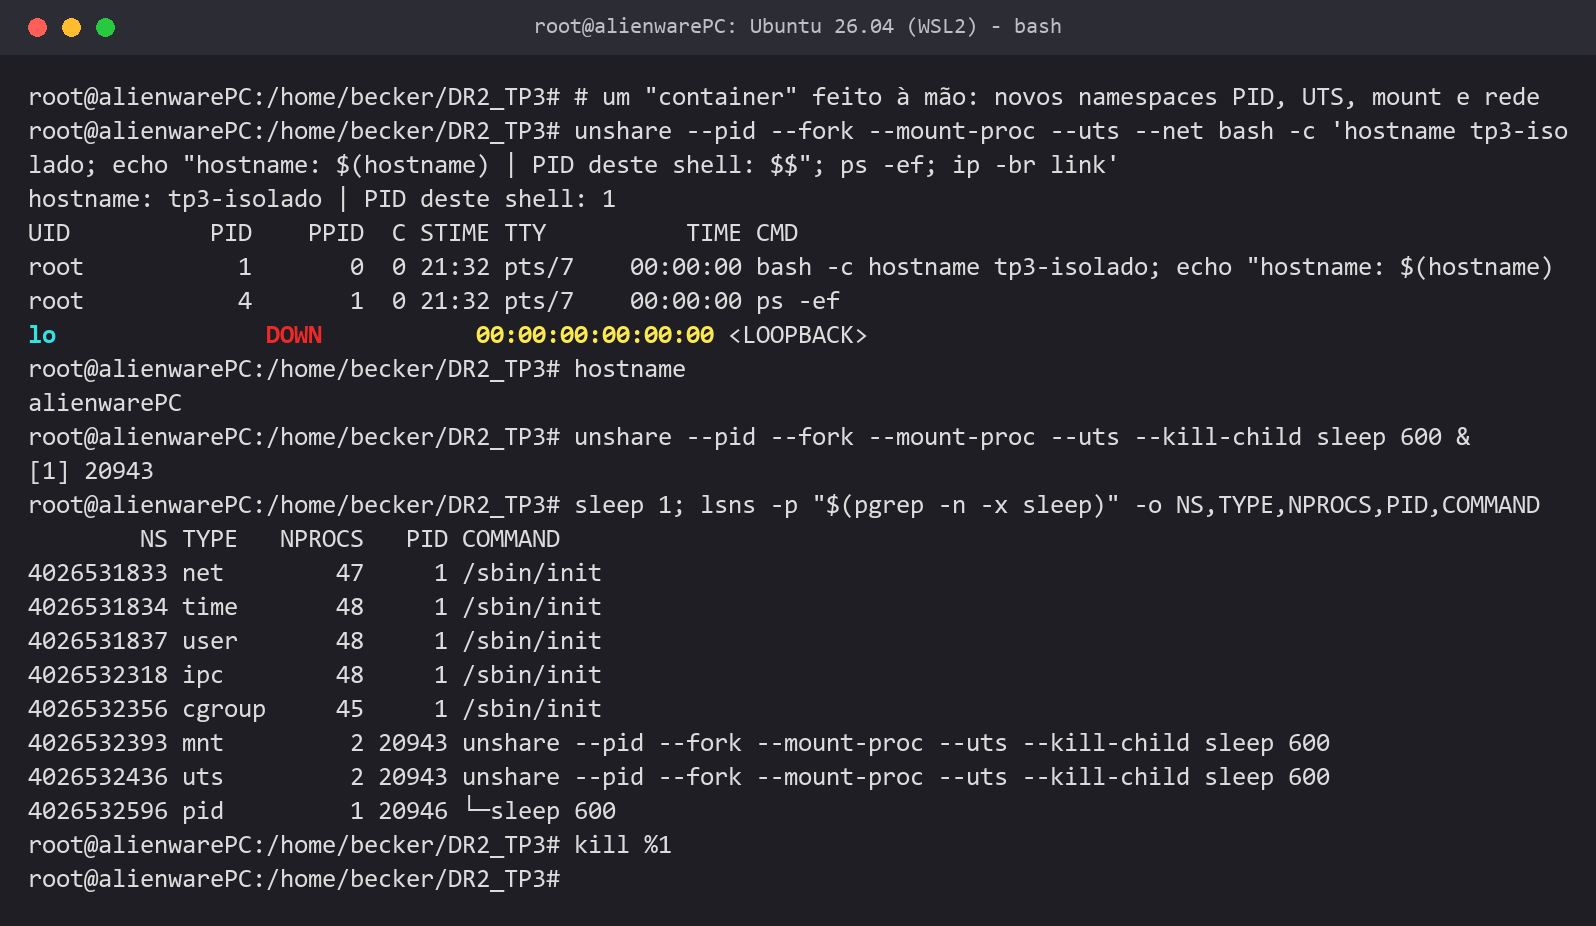 root@alienwarePC: Ubuntu 26.04 (WSL2) - bash
root@alienwarePC:/home/becker/DR2_TP3# # um "container" feito à mão: novos namespaces PID, UTS, mount e rede
root@alienwarePC:/home/becker/DR2_TP3# unshare --pid --fork --mount-proc --uts --net bash -c 'hostname tp3-iso
lado; echo "hostname: $(hostname) | PID deste shell: $$"; ps -ef; ip -br link'
hostname: tp3-isolado | PID deste shell: 1
UID          PID    PPID  C STIME TTY          TIME CMD
root           1       0  0 21:32 pts/7    00:00:00 bash -c hostname tp3-isolado; echo "hostname: $(hostname)
root           4       1  0 21:32 pts/7    00:00:00 ps -ef
lo               DOWN           00:00:00:00:00:00 <LOOPBACK>
root@alienwarePC:/home/becker/DR2_TP3# hostname
alienwarePC
root@alienwarePC:/home/becker/DR2_TP3# unshare --pid --fork --mount-proc --uts --kill-child sleep 600 &
[1] 20943
root@alienwarePC:/home/becker/DR2_TP3# sleep 1; lsns -p "$(pgrep -n -x sleep)" -o NS,TYPE,NPROCS,PID,COMMAND
        NS TYPE   NPROCS   PID COMMAND
4026531833 net        47     1 /sbin/init
4026531834 time       48     1 /sbin/init
4026531837 user       48     1 /sbin/init
4026532318 ipc        48     1 /sbin/init
4026532356 cgroup     45     1 /sbin/init
4026532393 mnt         2 20943 unshare --pid --fork --mount-proc --uts --kill-child sleep 600
4026532436 uts         2 20943 unshare --pid --fork --mount-proc --uts --kill-child sleep 600
4026532596 pid         1 20946 └─sleep 600
root@alienwarePC:/home/becker/DR2_TP3# kill %1
root@alienwarePC:/home/becker/DR2_TP3#